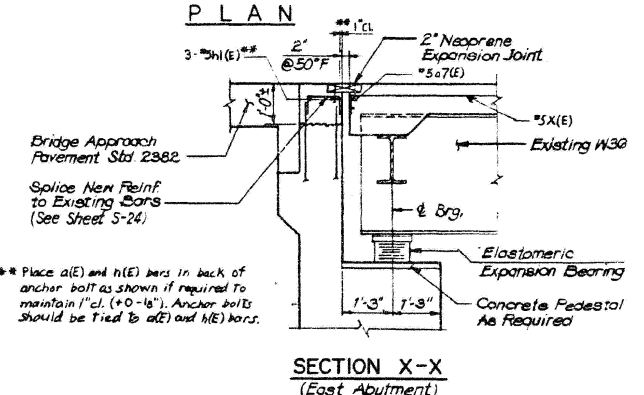 PLAN
** 1"CL
2"
@50°F
2" Neoprene
Expansion Joint
3-#5h1(E)**
#5a7(E)
1'-0"±
#5X(E)
Bridge Approach
Pavement Std. 2382
Existing W30
Splice New Reinf.
to Existing Bars
(See Sheet S-24)
℄ Brg.
Elastomeric
Expansion Bearing
** Place a(E) and h(E) bars in back of
anchor bolt as shown if required to
maintain 1"cl. (+0-⅛"). Anchor bolts
should be tied to a(E) and h(E) bars.
1'-3" 1'-3"
Concrete Pedestal
As Required
SECTION X-X
(East Abutment)